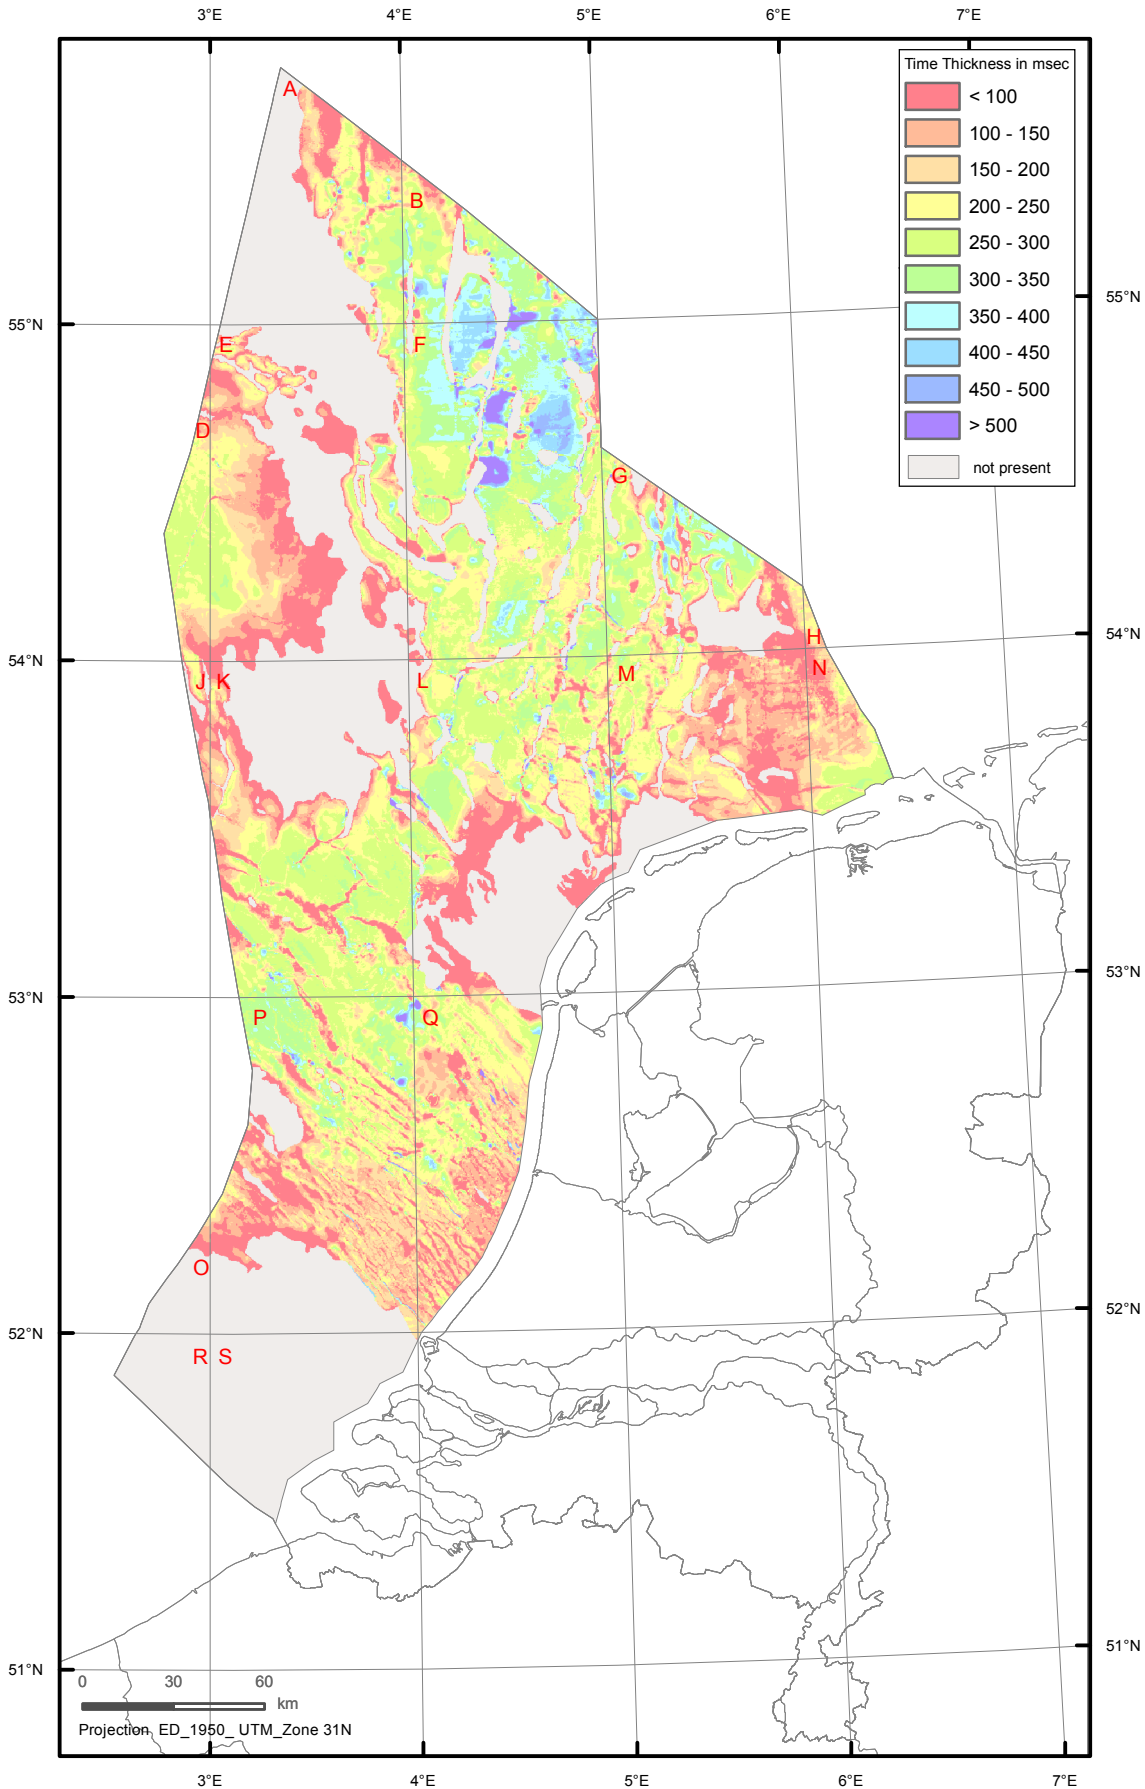 3°E 4°E 5°E 6°E 7°E
Time Thickness in msec
< 100
100 - 150
150 - 200
200 - 250
250 - 300
300 - 350
350 - 400
400 - 450
450 - 500
> 500
not present
A
B
55°N 55°N
E F
D
G
54°N 54°N
H
J K L M N
53°N 53°N
P Q
O
52°N 52°N
R S
51°N 51°N
0 30 60
km
Projection ED_1950_ UTM_Zone 31N
3°E 4°E 5°E 6°E 7°E